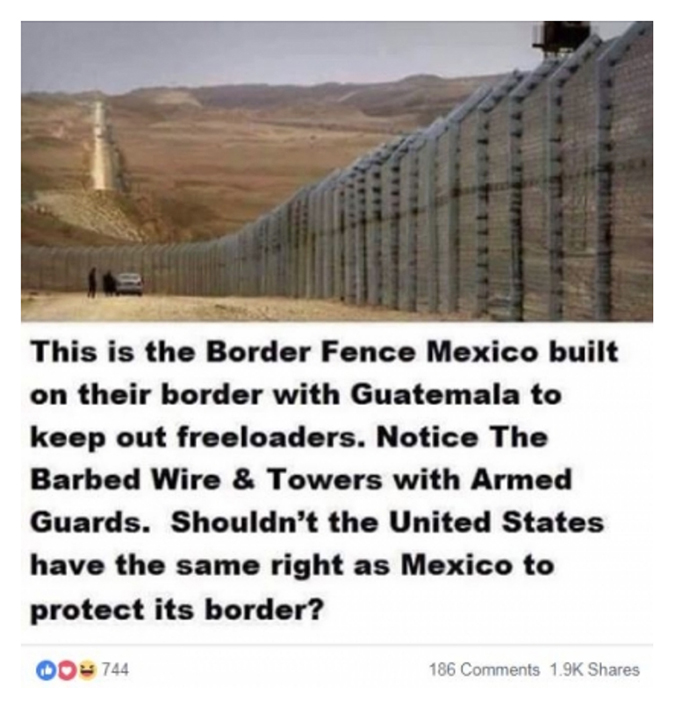 This is the Border Fence Mexico built
on their border with Guatemala to
keep out freeloaders. Notice The
Barbed Wire & Towers with Armed
Guards.  Shouldn't the United States
have the same right as Mexico to
protect its border?
744
186 Comments 1.9K Shares